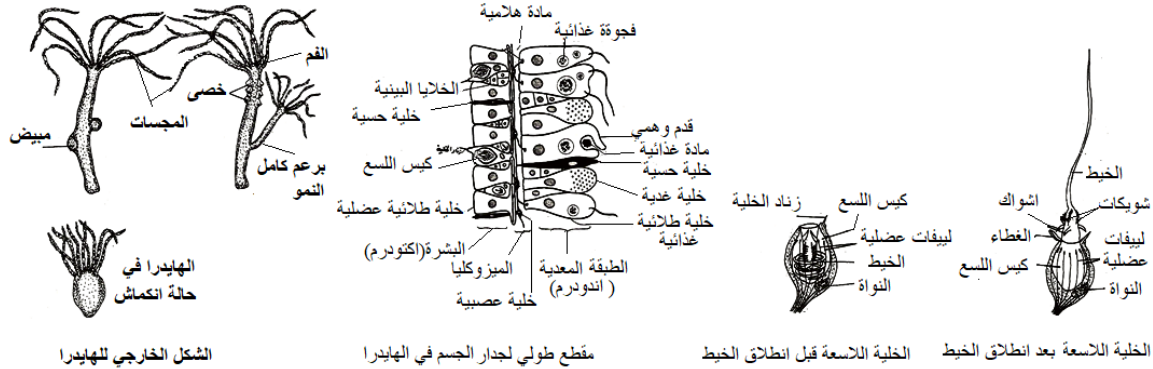 الفم
خصى
المجسات
مبيض
برعم كامل
النمو
الهايدرا في
حالة انكماش
الشكل الخارجي للهايدرا
مادة هلامية
فجوةة غذائية
الخلايا البينية
خلية حسية
كيس اللسع
خلية طلائية عضلية
قدم وهمي
مادة غذائية
خلية حسية
خلية غدية
خلية طلائية
غذائية
البشرة(اكتودرم)
الميزوكليا
الطبقة المعدية
(اندودرم)
خلية عصبية
مقطع طولي لجدار الجسم في الهايدرا
زناد الخلية
كيس اللسع
لييفات عضلية
الخيط
النواة
الخلية اللاسعة قبل انطلاق الخيط
الخيط
اشواك
شويكات
الغطاء
لييفات
عضلية
كيس اللسع
النواة
الخلية اللاسعة بعد انطلاق الخيط